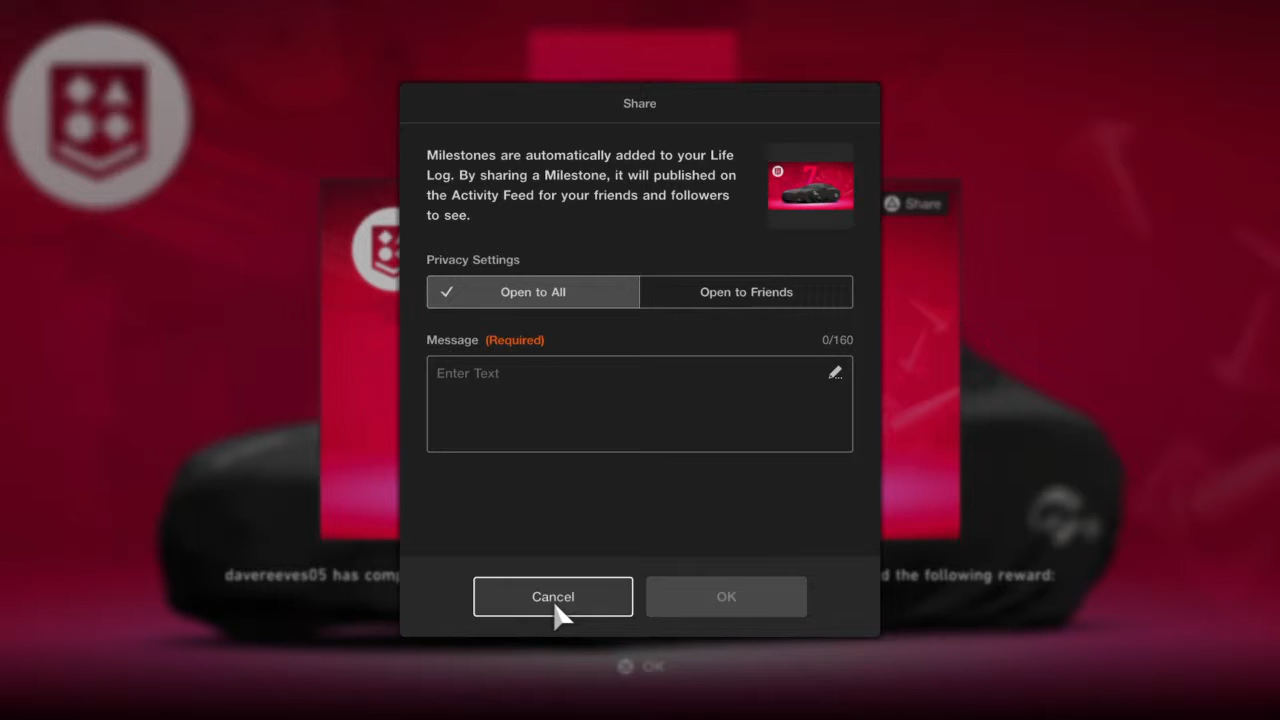 Share
Milestones are automatically added to your Life
Log. By sharing a Milestone, it will published on
the Activity Feed for your friends and followers
to see.
Share
Privacy Settings
Open to All
Open to Friends
Message (Required)
0/160
Enter Text
davereeves05 has comp
d the following reward:
Cancel
OK
OK